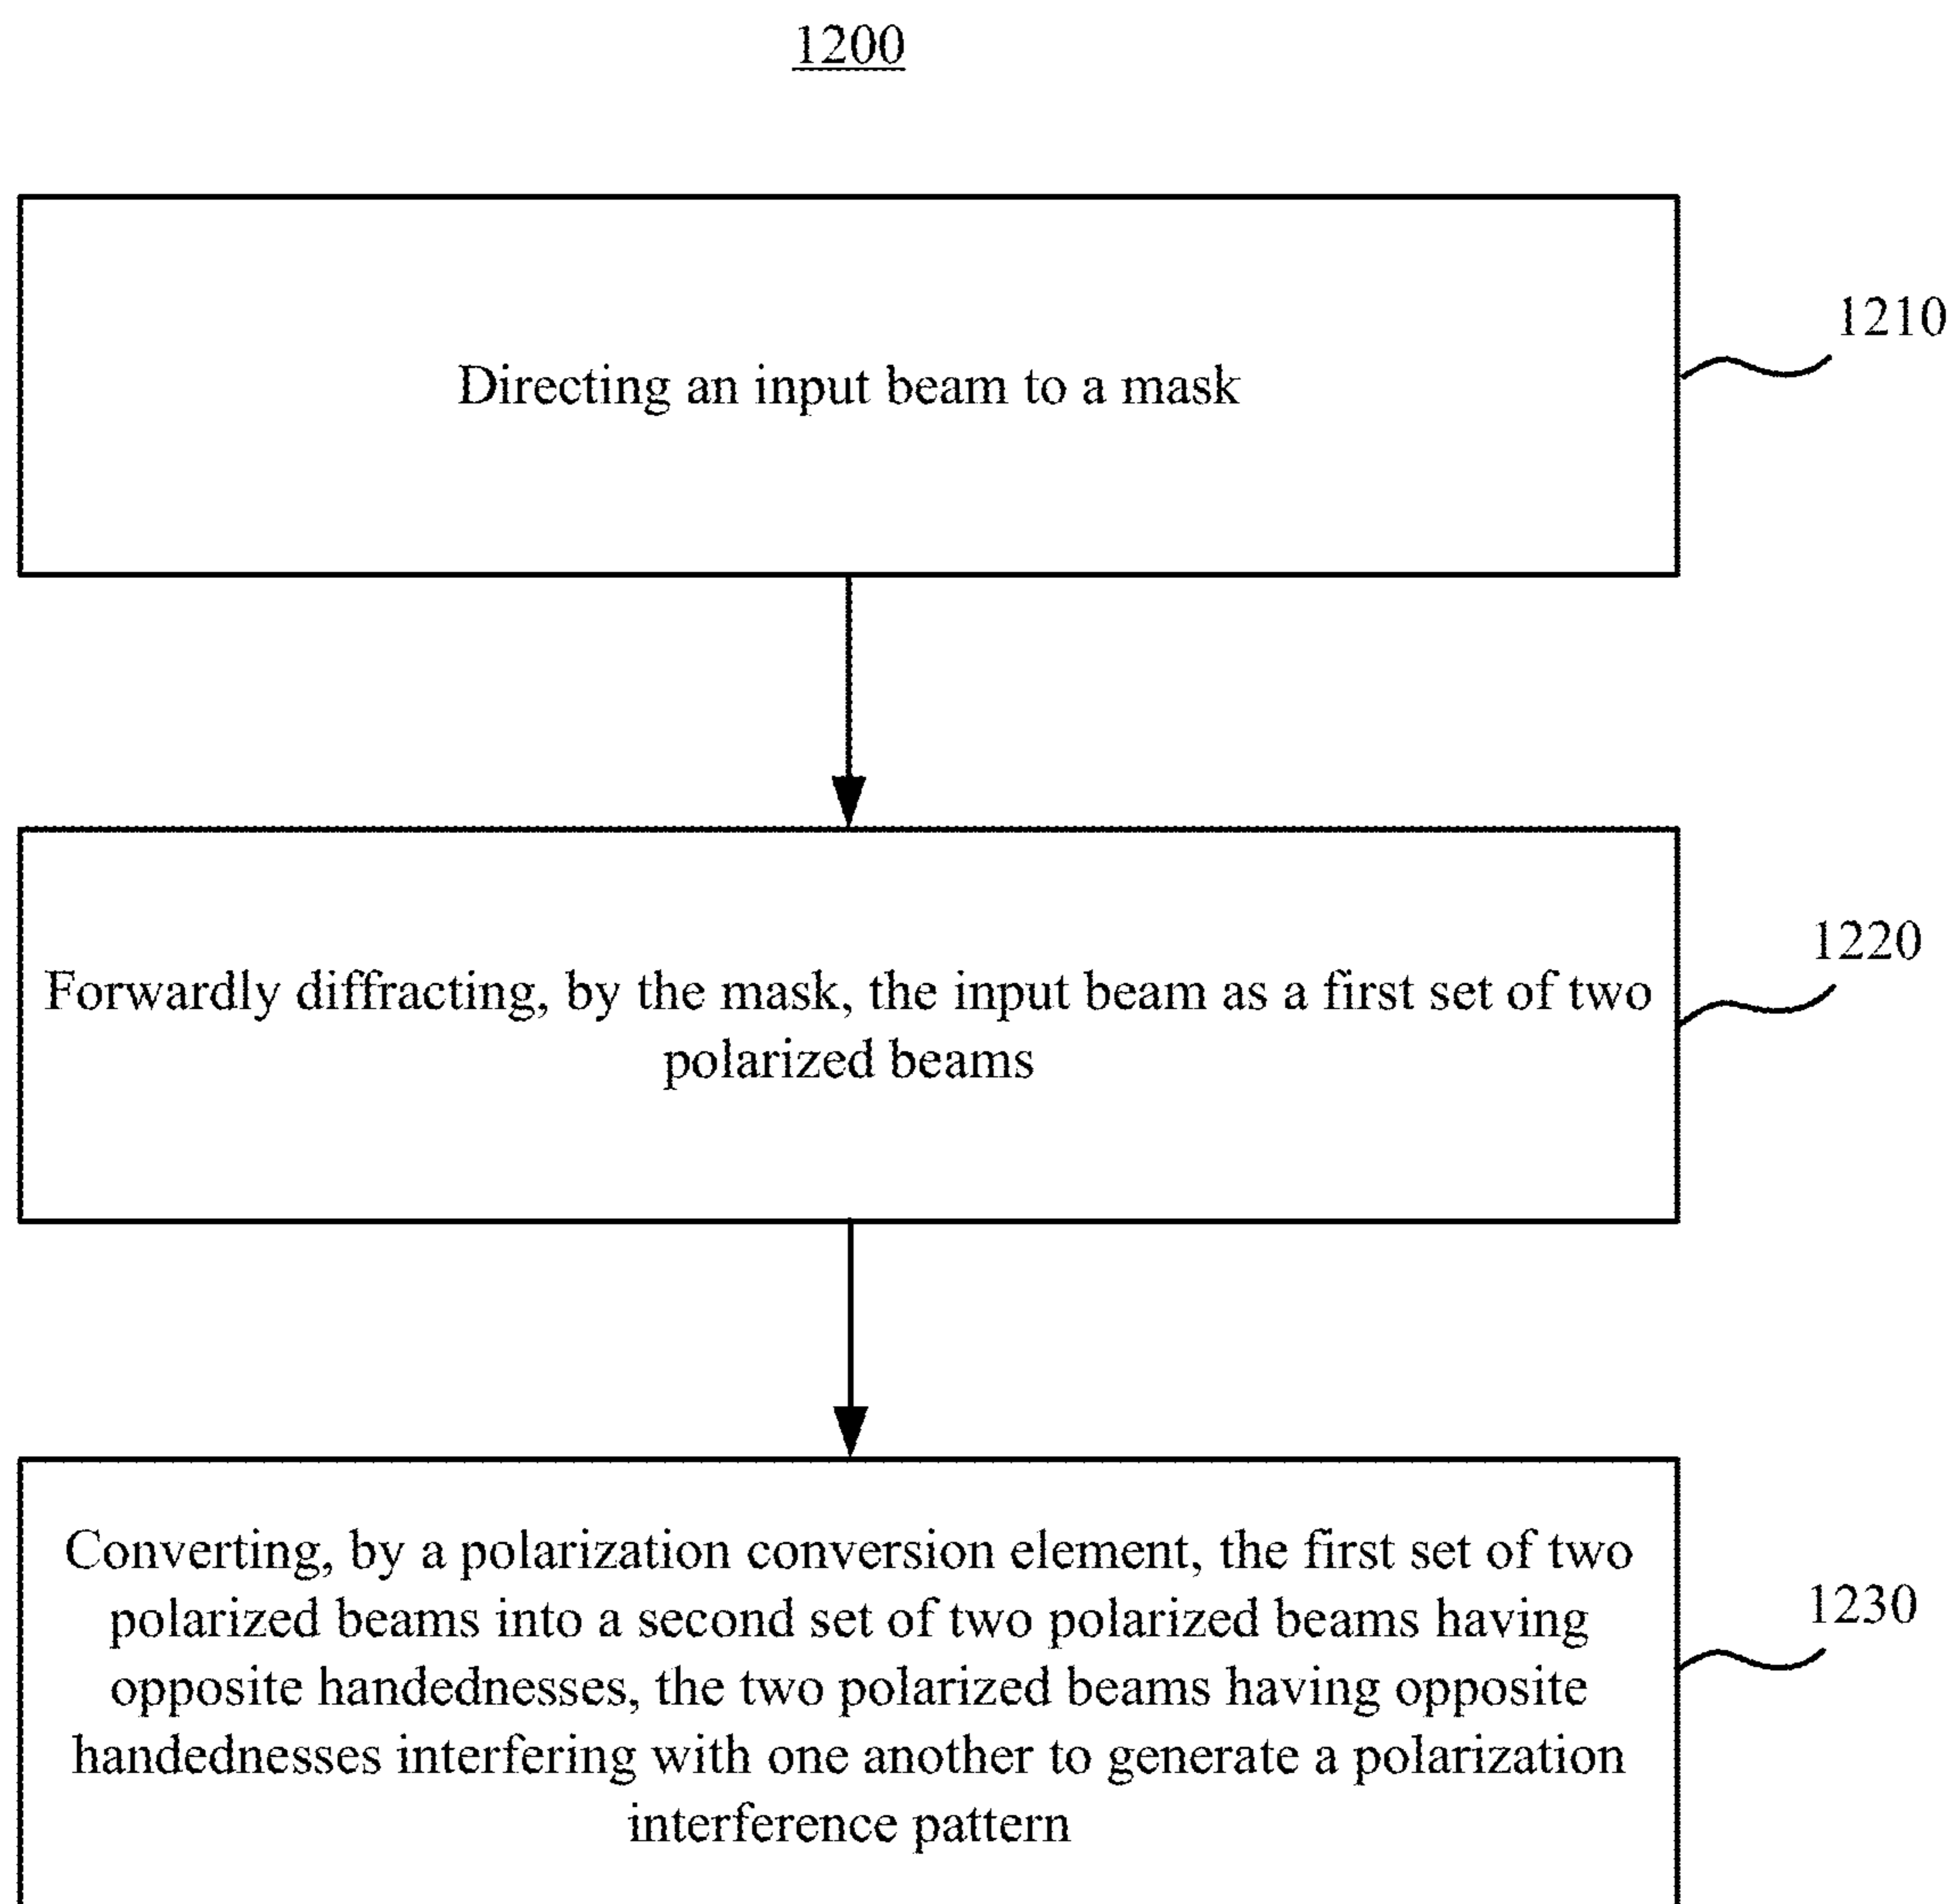 1200
Directing an input beam to a mask
1210
Forwardly diffracting, by the mask, the input beam as a first set of two
polarized beams
1220
Converting, by a polarization conversion element, the first set of two
polarized beams into a second set of two polarized beams having
opposite handednesses, the two polarized beams having opposite
handednesses interfering with one another to generate a polarization
interference pattern
1230